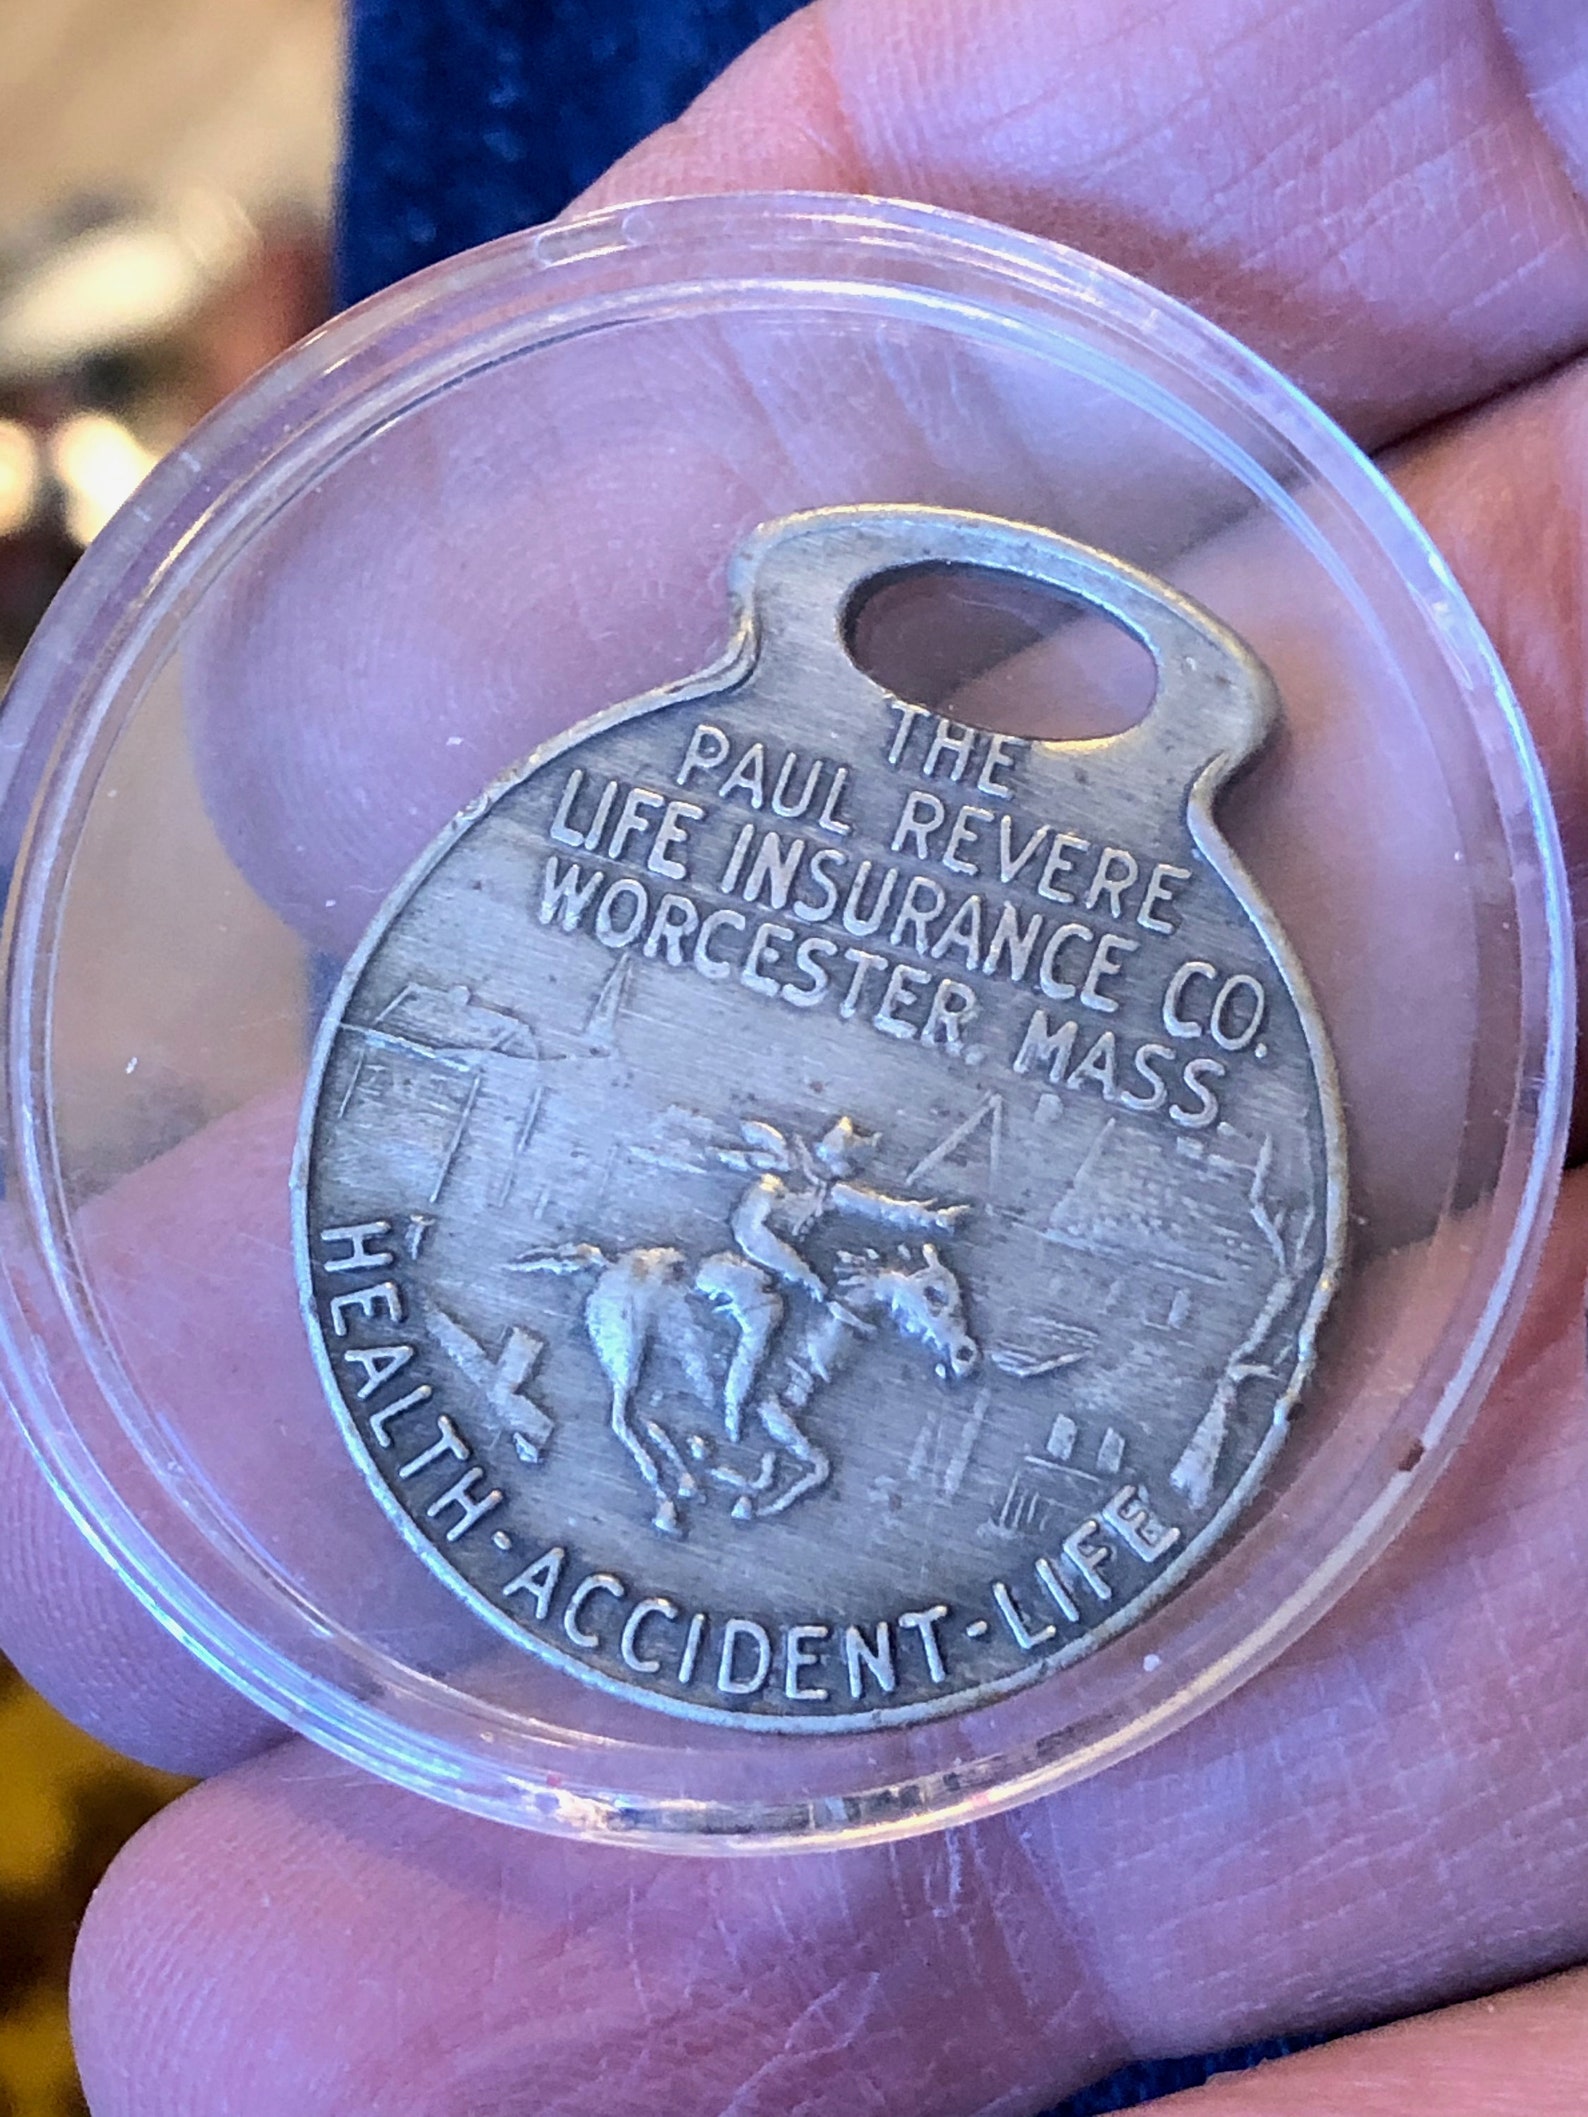 THE
PAUL REVERE
LIFE INSURANCE CO.
WORCESTER, MASS.
HEALTH-ACCIDENT-LIFE